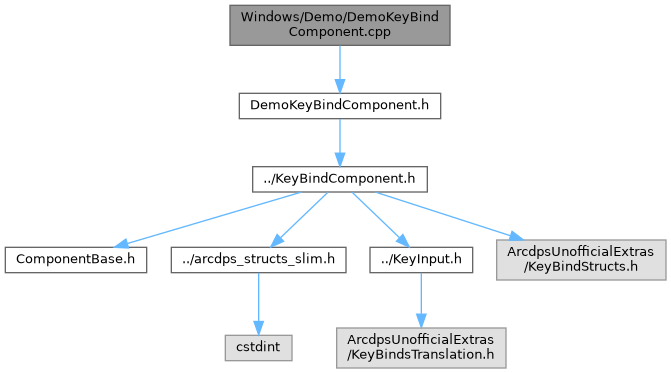 Windows/Demo/DemoKeyBind
Component.cpp
DemoKeyBindComponent.h
../KeyBindComponent.h
ComponentBase.h
../arcdps_structs_slim.h
../KeyInput.h
ArcdpsUnofficialExtras
/KeyBindStructs.h
cstdint
ArcdpsUnofficialExtras
/KeyBindsTranslation.h